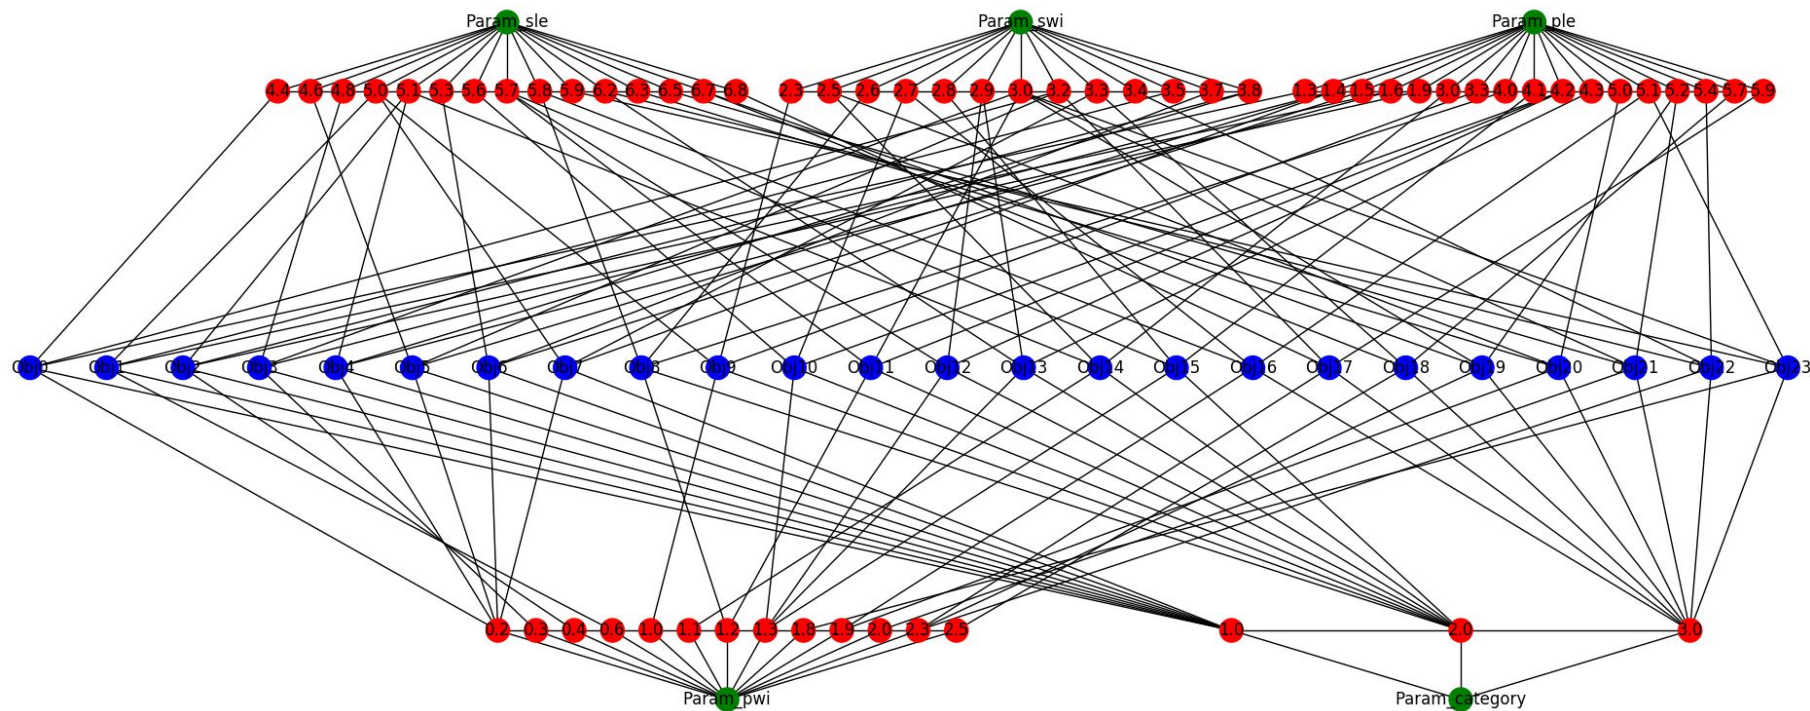 Param_sle Param_swi Param_ple
4.4 4.6 4.8 5.0 5.1 5.3 5.6 5.7 5.8 5.9 6.2 6.3 6.5 6.7 6.8 2.3 2.5 2.6 2.7 2.8 2.9 3.0 3.2 3.3 3.4 3.5 3.7 3.8 1.3 1.4 1.5 1.6 1.9 3.0 3.3 4.0 4.1 4.2 4.3 5.0 5.1 5.2 5.4 5.7 5.9
Obj0 Obj1 Obj2 Obj3 Obj4 Obj5 Obj6 Obj7 Obj8 Obj9 Obj10 Obj11 Obj12 Obj13 Obj14 Obj15 Obj16 Obj17 Obj18 Obj19 Obj20 Obj21 Obj22 Obj23
0.2 0.3 0.4 0.6 1.0 1.1 1.2 1.3 1.8 1.9 2.0 2.3 2.5 1.0 2.0 3.0
Param_pwi Param_category